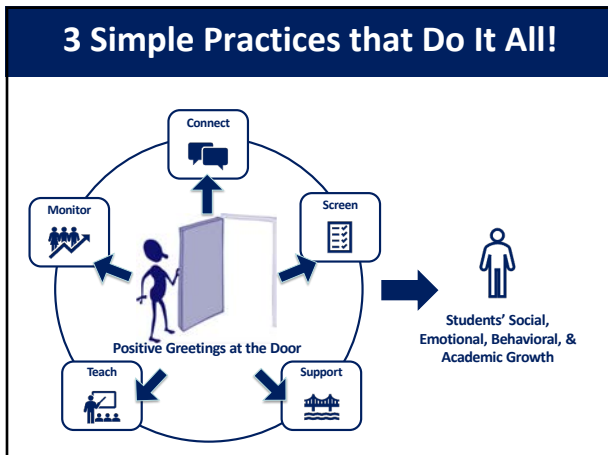 3 Simple Practices that Do It All!
Connect
Monitor
Screen
Positive Greetings at the Door
Teach
Support
Students' Social,
Emotional, Behavioral, &
Academic Growth